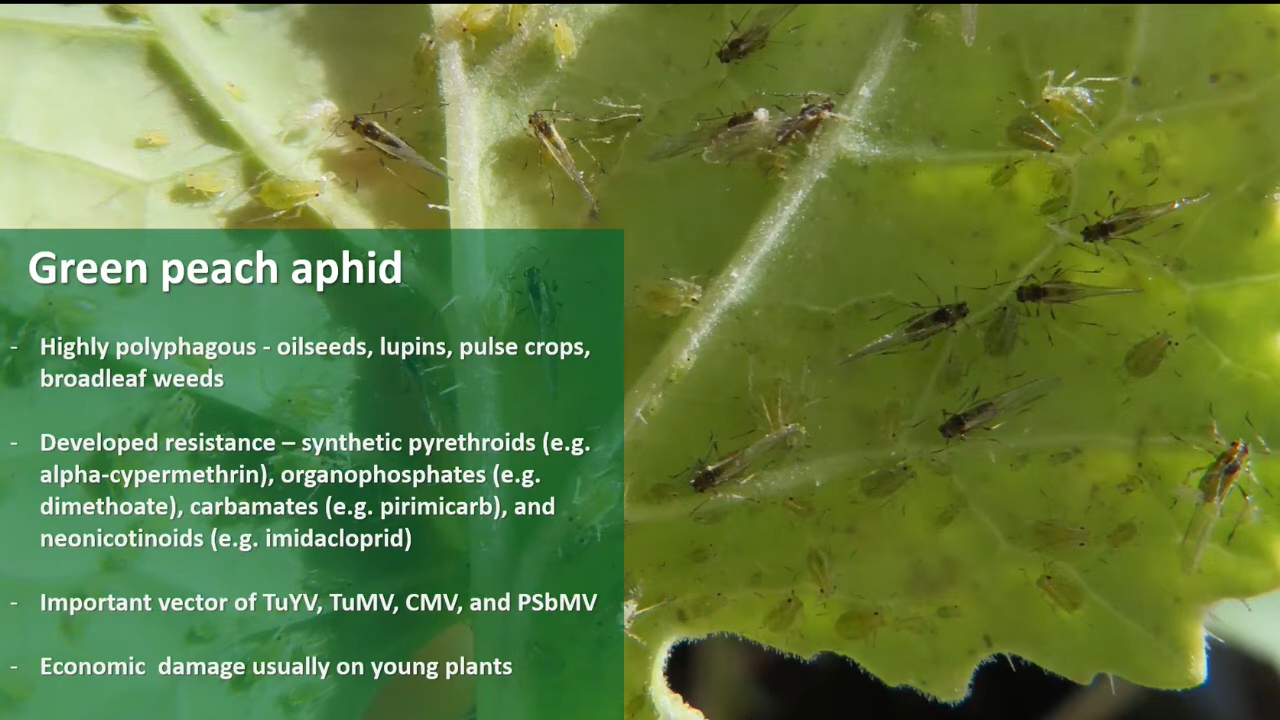 Green peach aphid
- Highly polyphagous - oilseeds, lupins, pulse crops,
broadleaf weeds
- Developed resistance – synthetic pyrethroids (e.g.
alpha-cypermethrin), organophosphates (e.g.
dimethoate), carbamates (e.g. pirimicarb), and
neonicotinoids (e.g. imidacloprid)
- Important vector of TuYV, TuMV, CMV, and PSbMV
- Economic  damage usually on young plants